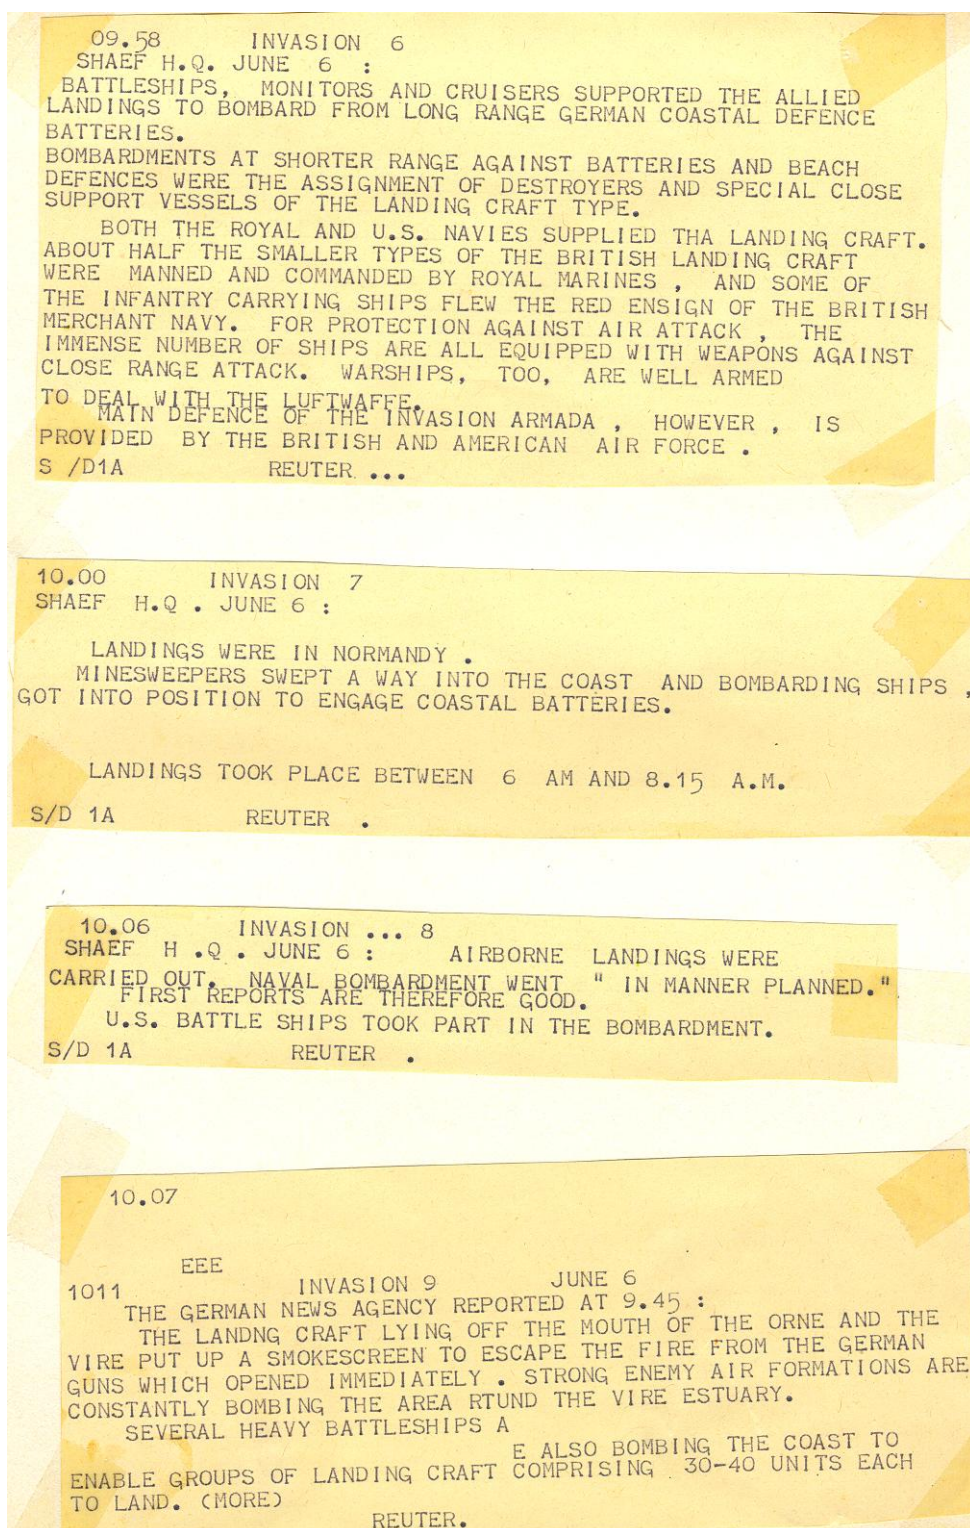 09.58 INVASION 6
SHAEF H.Q. JUNE 6 :
BATTLESHIPS, MONITORS AND CRUISERS SUPPORTED THE ALLIED
LANDINGS TO BOMBARD FROM LONG RANGE GERMAN COASTAL DEFENCE
BATTERIES.
BOMBARDMENTS AT SHORTER RANGE AGAINST BATTERIES AND BEACH
DEFENCES WERE THE ASSIGNMENT OF DESTROYERS AND SPECIAL CLOSE
SUPPORT VESSELS OF THE LANDING CRAFT TYPE.
BOTH THE ROYAL AND U.S. NAVIES SUPPLIED THA LANDING CRAFT.
ABOUT HALF THE SMALLER TYPES OF THE BRITISH LANDING CRAFT
WERE MANNED AND COMMANDED BY ROYAL MARINES , AND SOME OF
THE INFANTRY CARRYING SHIPS FLEW THE RED ENSIGN OF THE BRITISH
MERCHANT NAVY. FOR PROTECTION AGAINST AIR ATTACK , THE
IMMENSE NUMBER OF SHIPS ARE ALL EQUIPPED WITH WEAPONS AGAINST
CLOSE RANGE ATTACK. WARSHIPS, TOO, ARE WELL ARMED
TO DEAL WITH THE LUFTWAFFE.
MAIN DEFENCE OF THE INVASION ARMADA , HOWEVER , IS
PROVIDED BY THE BRITISH AND AMERICAN AIR FORCE .
S /D1A REUTER ...
10.00 INVASION 7
SHAEF H.Q . JUNE 6 :
LANDINGS WERE IN NORMANDY .
MINESWEEPERS SWEPT A WAY INTO THE COAST AND BOMBARDING SHIPS ,
GOT INTO POSITION TO ENGAGE COASTAL BATTERIES.
LANDINGS TOOK PLACE BETWEEN 6 AM AND 8.15 A.M.
S/D 1A REUTER .
10.06 INVASION ... 8
SHAEF H .Q . JUNE 6 : AIRBORNE LANDINGS WERE
CARRIED OUT. NAVAL BOMBARDMENT WENT " IN MANNER PLANNED."
FIRST REPORTS ARE THEREFORE GOOD.
U.S. BATTLE SHIPS TOOK PART IN THE BOMBARDMENT.
S/D 1A REUTER .
10.07
EEE
1011 INVASION 9 JUNE 6
THE GERMAN NEWS AGENCY REPORTED AT 9.45 :
THE LANDNG CRAFT LYING OFF THE MOUTH OF THE ORNE AND THE
VIRE PUT UP A SMOKESCREEN TO ESCAPE THE FIRE FROM THE GERMAN
GUNS WHICH OPENED IMMEDIATELY . STRONG ENEMY AIR FORMATIONS ARE
CONSTANTLY BOMBING THE AREA RTUND THE VIRE ESTUARY.
SEVERAL HEAVY BATTLESHIPS A
E ALSO BOMBING THE COAST TO
ENABLE GROUPS OF LANDING CRAFT COMPRISING 30-40 UNITS EACH
TO LAND. (MORE)
REUTER.